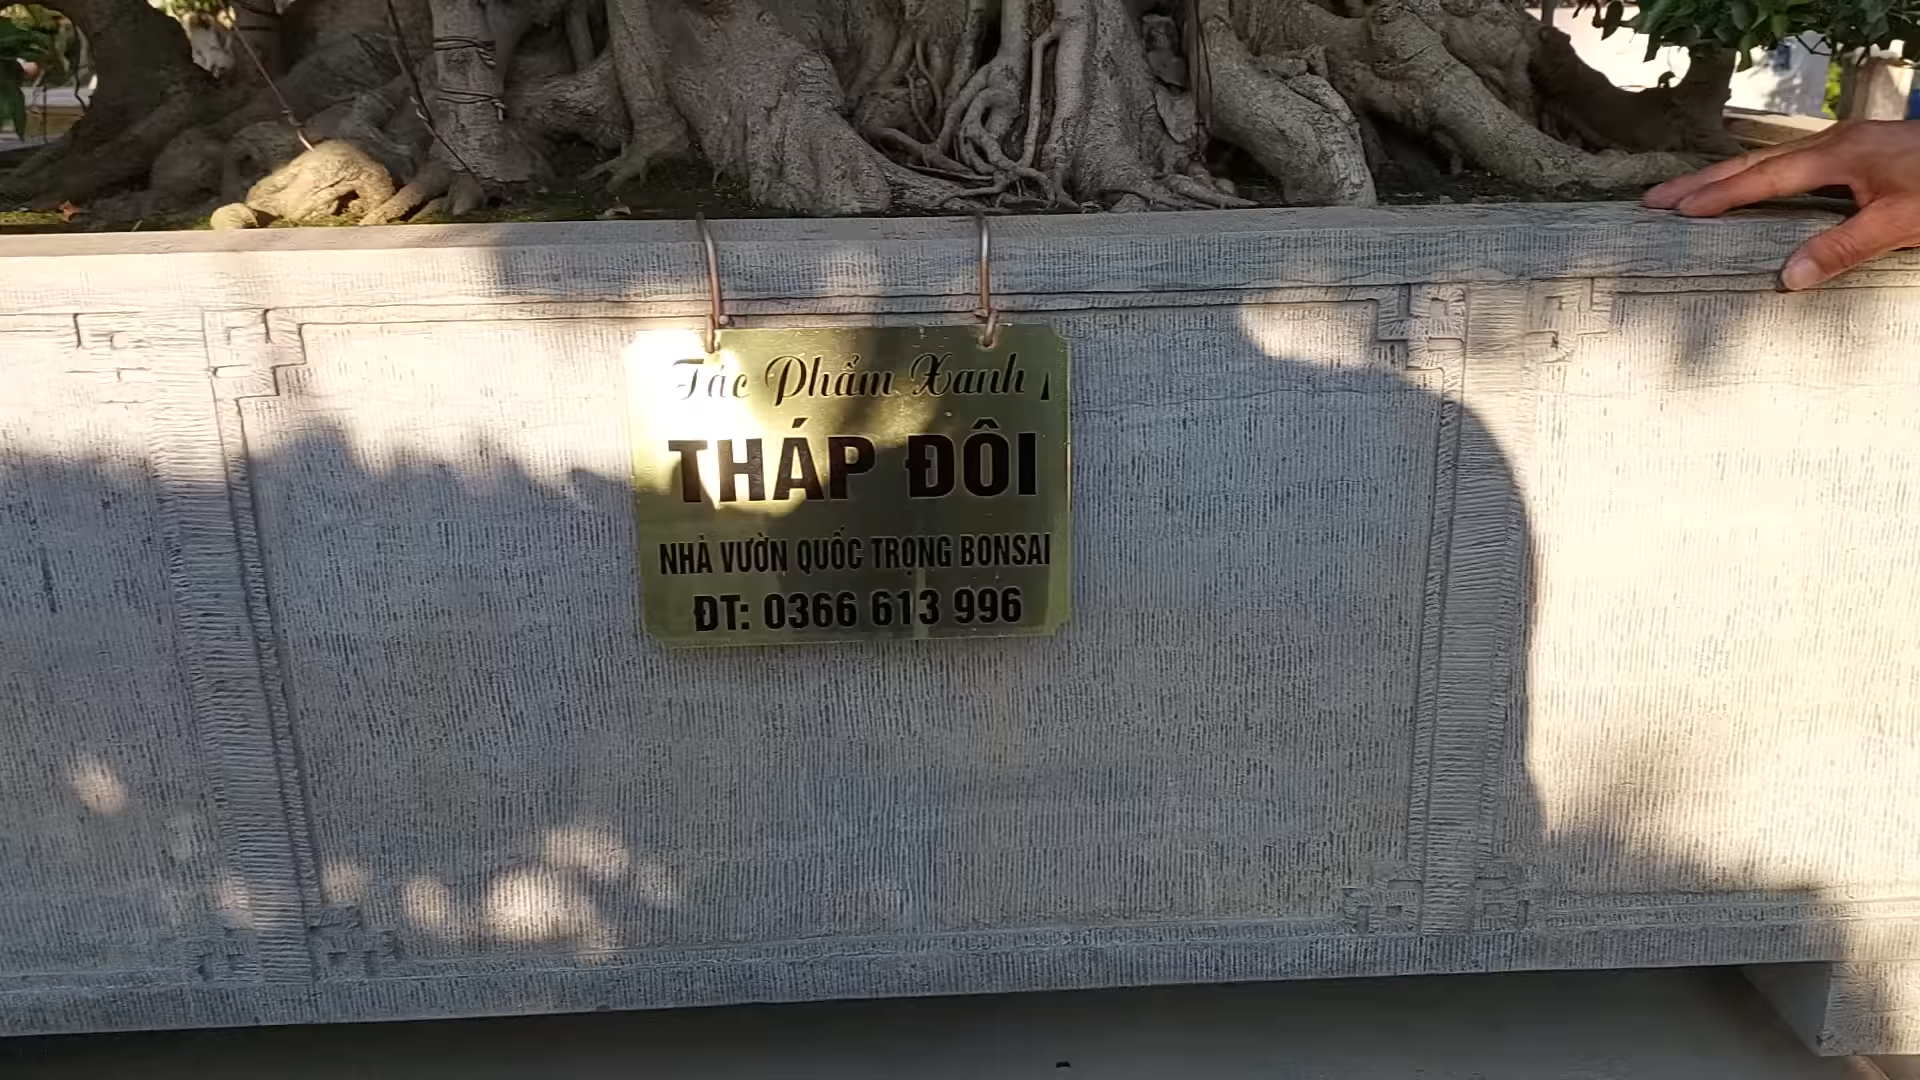 Tác Phẩm Xanh
THÁP ĐÔI
NHÀ VƯỜN QUỐC TRỌNG BONSAI
ĐT: 0366 613 996